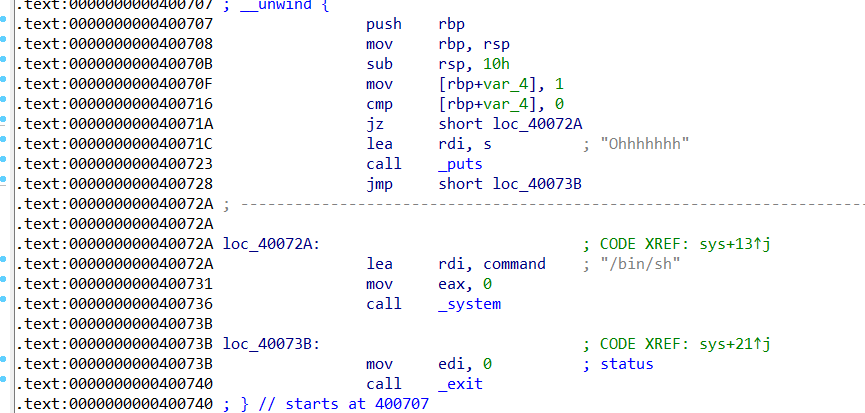 .text:0000000000400707 ; __unwind {
.text:0000000000400707 push rbp
.text:0000000000400708 mov rbp, rsp
.text:000000000040070B sub rsp, 10h
.text:000000000040070F mov [rbp+var_4], 1
.text:0000000000400716 cmp [rbp+var_4], 0
.text:000000000040071A jz short loc_40072A
.text:000000000040071C lea rdi, s ; "Ohhhhhhh"
.text:0000000000400723 call _puts
.text:0000000000400728 jmp short loc_40073B
.text:000000000040072A ; ---------------------------------------------------------------------------
.text:000000000040072A
.text:000000000040072A loc_40072A: ; CODE XREF: sys+13↑j
.text:000000000040072A lea rdi, command ; "/bin/sh"
.text:0000000000400731 mov eax, 0
.text:0000000000400736 call _system
.text:000000000040073B
.text:000000000040073B loc_40073B: ; CODE XREF: sys+21↑j
.text:000000000040073B mov edi, 0 ; status
.text:0000000000400740 call _exit
.text:0000000000400740 ; } // starts at 400707